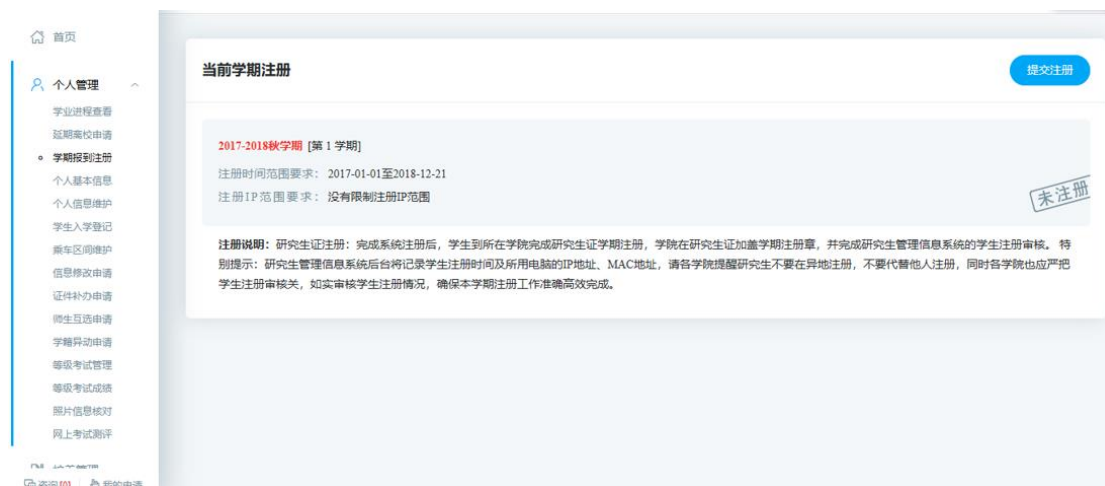 首页
个人管理
学业进程查看
延期离校申请
学期报到注册
个人基本信息
个人信息维护
学生入学登记
乘车区间维护
信息修改申请
证件补办申请
师生互选申请
学籍异动申请
等级考试管理
等级考试成绩
照片信息核对
网上考试测评
我的申请
当前学期注册
提交注册
2017-2018秋学期 [第 1 学期]
注册时间范围要求： 2017-01-01至2018-12-21
注册IP范围要求： 没有限制注册IP范围
未注册
注册说明：研究生证注册：完成系统注册后，学生到所在学院完成研究生证学期注册，学院在研究生证加盖学期注册章，并完成研究生管理信息系统的学生注册审核。 特
别提示：研究生管理信息系统后台将记录学生注册时间及所用电脑的IP地址、MAC地址，请各学院提醒研究生不要在异地注册，不要代替他人注册，同时各学院也应严把
学生注册审核关，如实审核学生注册情况，确保本学期注册工作准确高效完成。